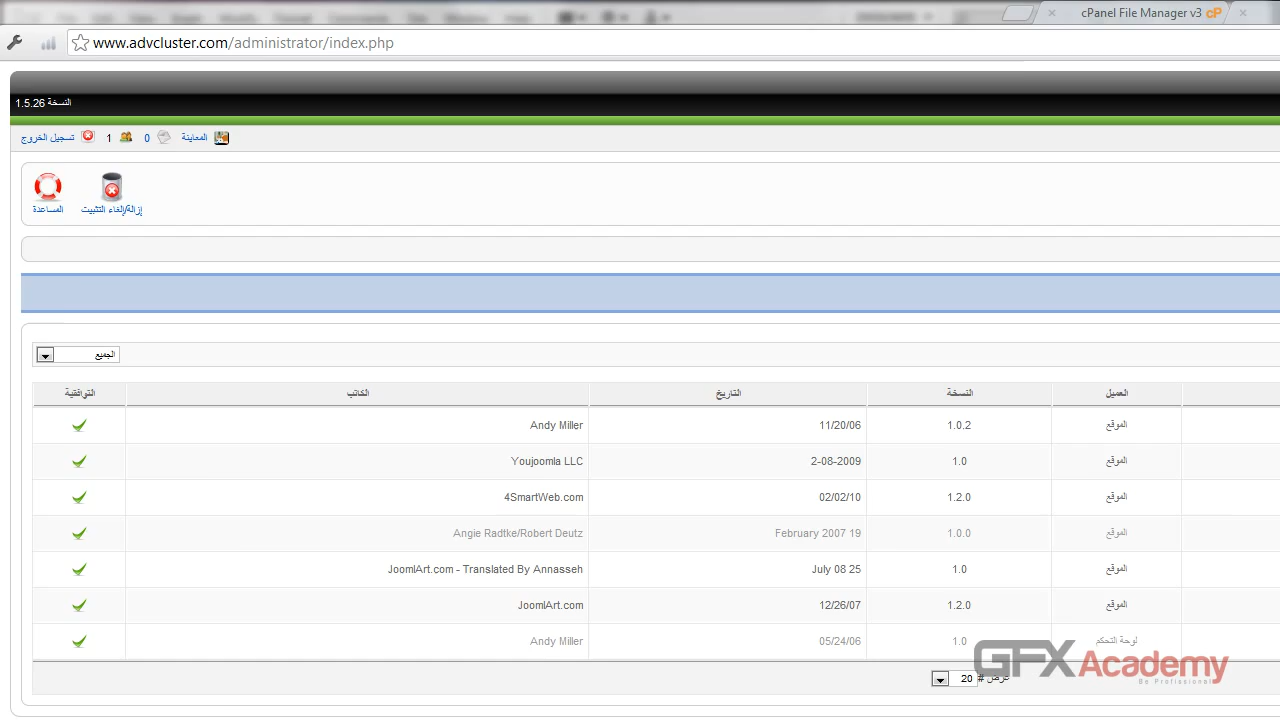 cPanel File Manager v3
www.advcluster.com/administrator/index.php
النسخة 1.5.26
المعاينة 0 1 تسجيل الخروج
إزالة/إلغاء التثبيت المساعدة
الجميع
العميل النسخة التاريخ الكاتب التوافقية
الموقع 1.0.2 11/20/06 Andy Miller
الموقع 1.0 2-08-2009 Youjoomla LLC
الموقع 1.2.0 02/02/10 4SmartWeb.com
الموقع 1.0.0 February 2007 19 Angie Radtke/Robert Deutz
الموقع 1.0 July 08 25 JoomlArt.com - Translated By Annasseh
الموقع 1.2.0 12/26/07 JoomlArt.com
لوحة التحكم 1.0 05/24/06 Andy Miller
عرض # 20
GFXAcademy
Be Proffisional